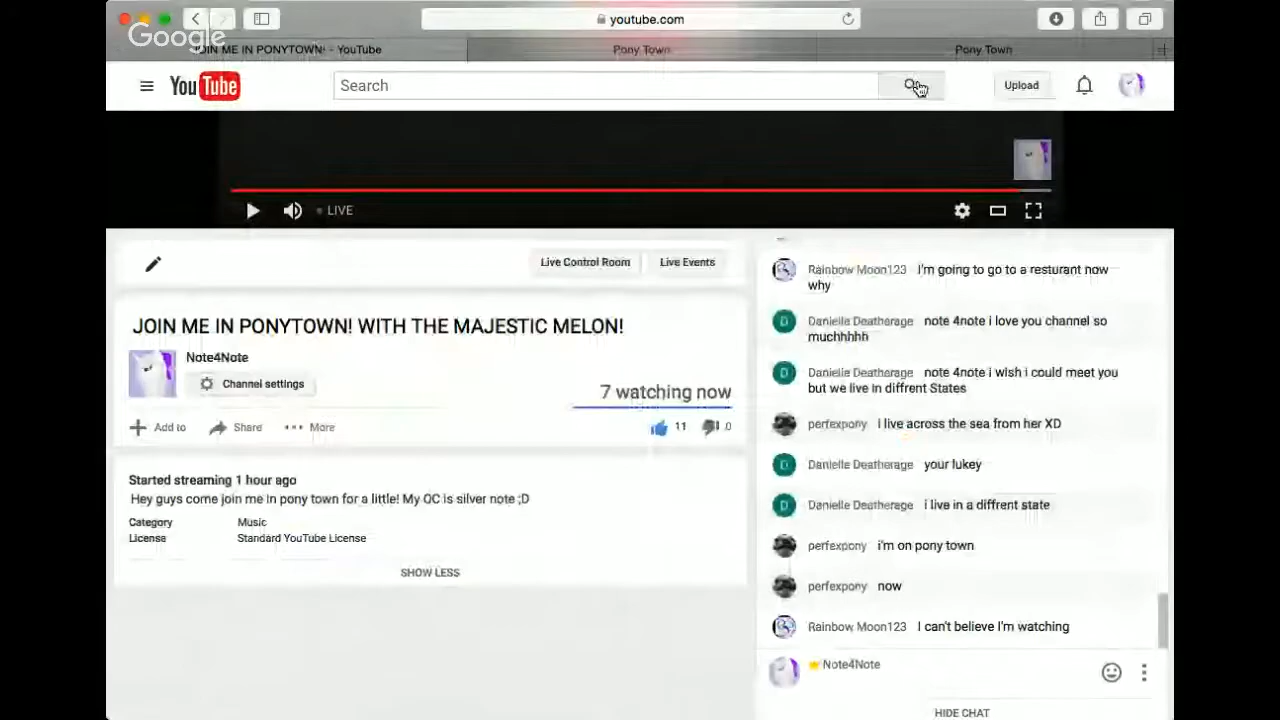 youtube.com
Google
JOIN ME IN PONYTOWN! - YouTube
Pony Town
Pony Town
YouTube
Search
Upload
LIVE
Live Control Room
Live Events
JOIN ME IN PONYTOWN! WITH THE MAJESTIC MELON!
Note4Note
Channel settings
7 watching now
Add to
Share
More
11
0
Started streaming 1 hour ago
Hey guys come join me in pony town for a little! My OC is silver note ;D
Category
Music
License
Standard YouTube License
SHOW LESS
Rainbow Moon123 I'm going to go to a resturant now
why
Danielle Deatherage note 4note i love you channel so
muchhhhh
Danielle Deatherage note 4note i wish i could meet you
but we live in diffrent States
perfexpony I live across the sea from her XD
Danielle Deatherage your lukey
Danielle Deatherage i live in a diffrent state
perfexpony i'm on pony town
perfexpony now
Rainbow Moon123 I can't believe I'm watching
Note4Note
HIDE CHAT